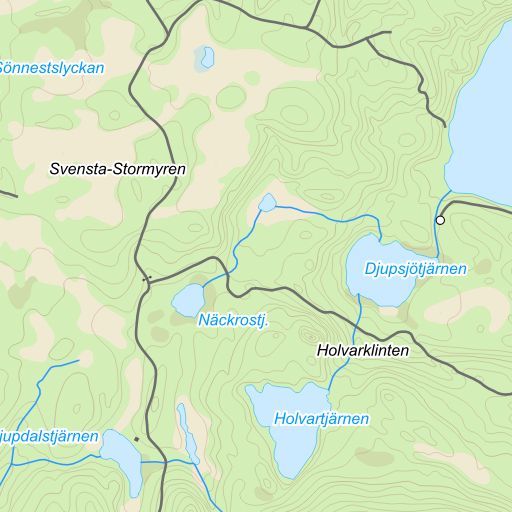 Sönnestslyckan
Svensta-Stormyren
Djupsjötjärnen
Näckrostj.
Holvarklinten
Holvartjärnen
jupdalstjärnen